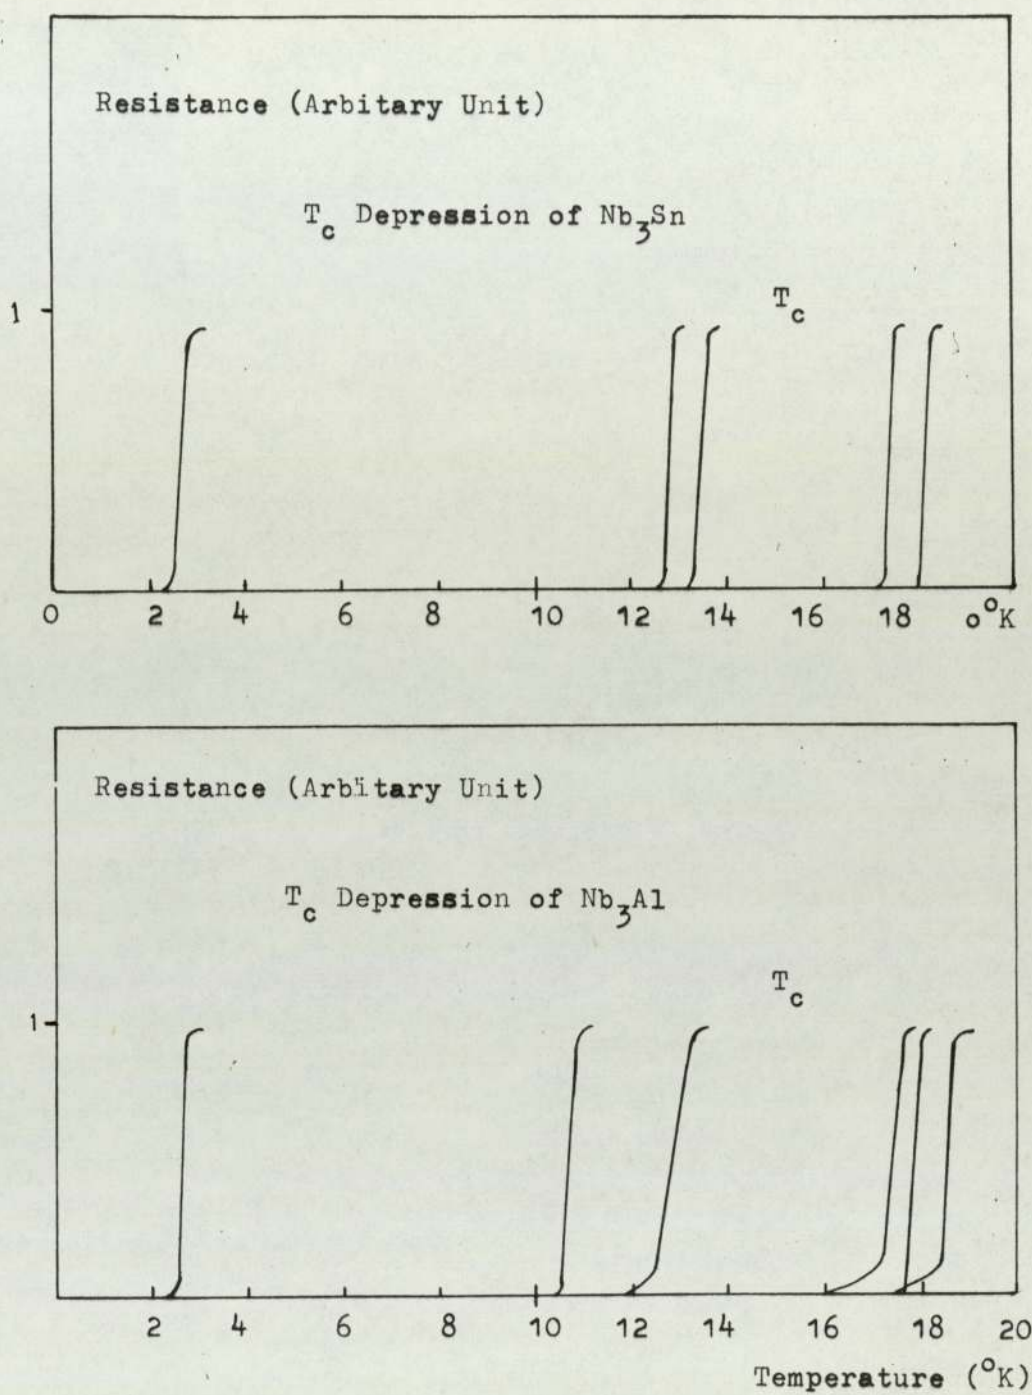 Resistance (Arbitary Unit)
T_c Depression of Nb_3Sn
T_c
1
0 2 4 6 8 10 12 14 16 18 o°K
Resistance (Arbitary Unit)
T_c Depression of Nb_3Al
T_c
1
2 4 6 8 10 12 14 16 18 20
Temperature (°K)